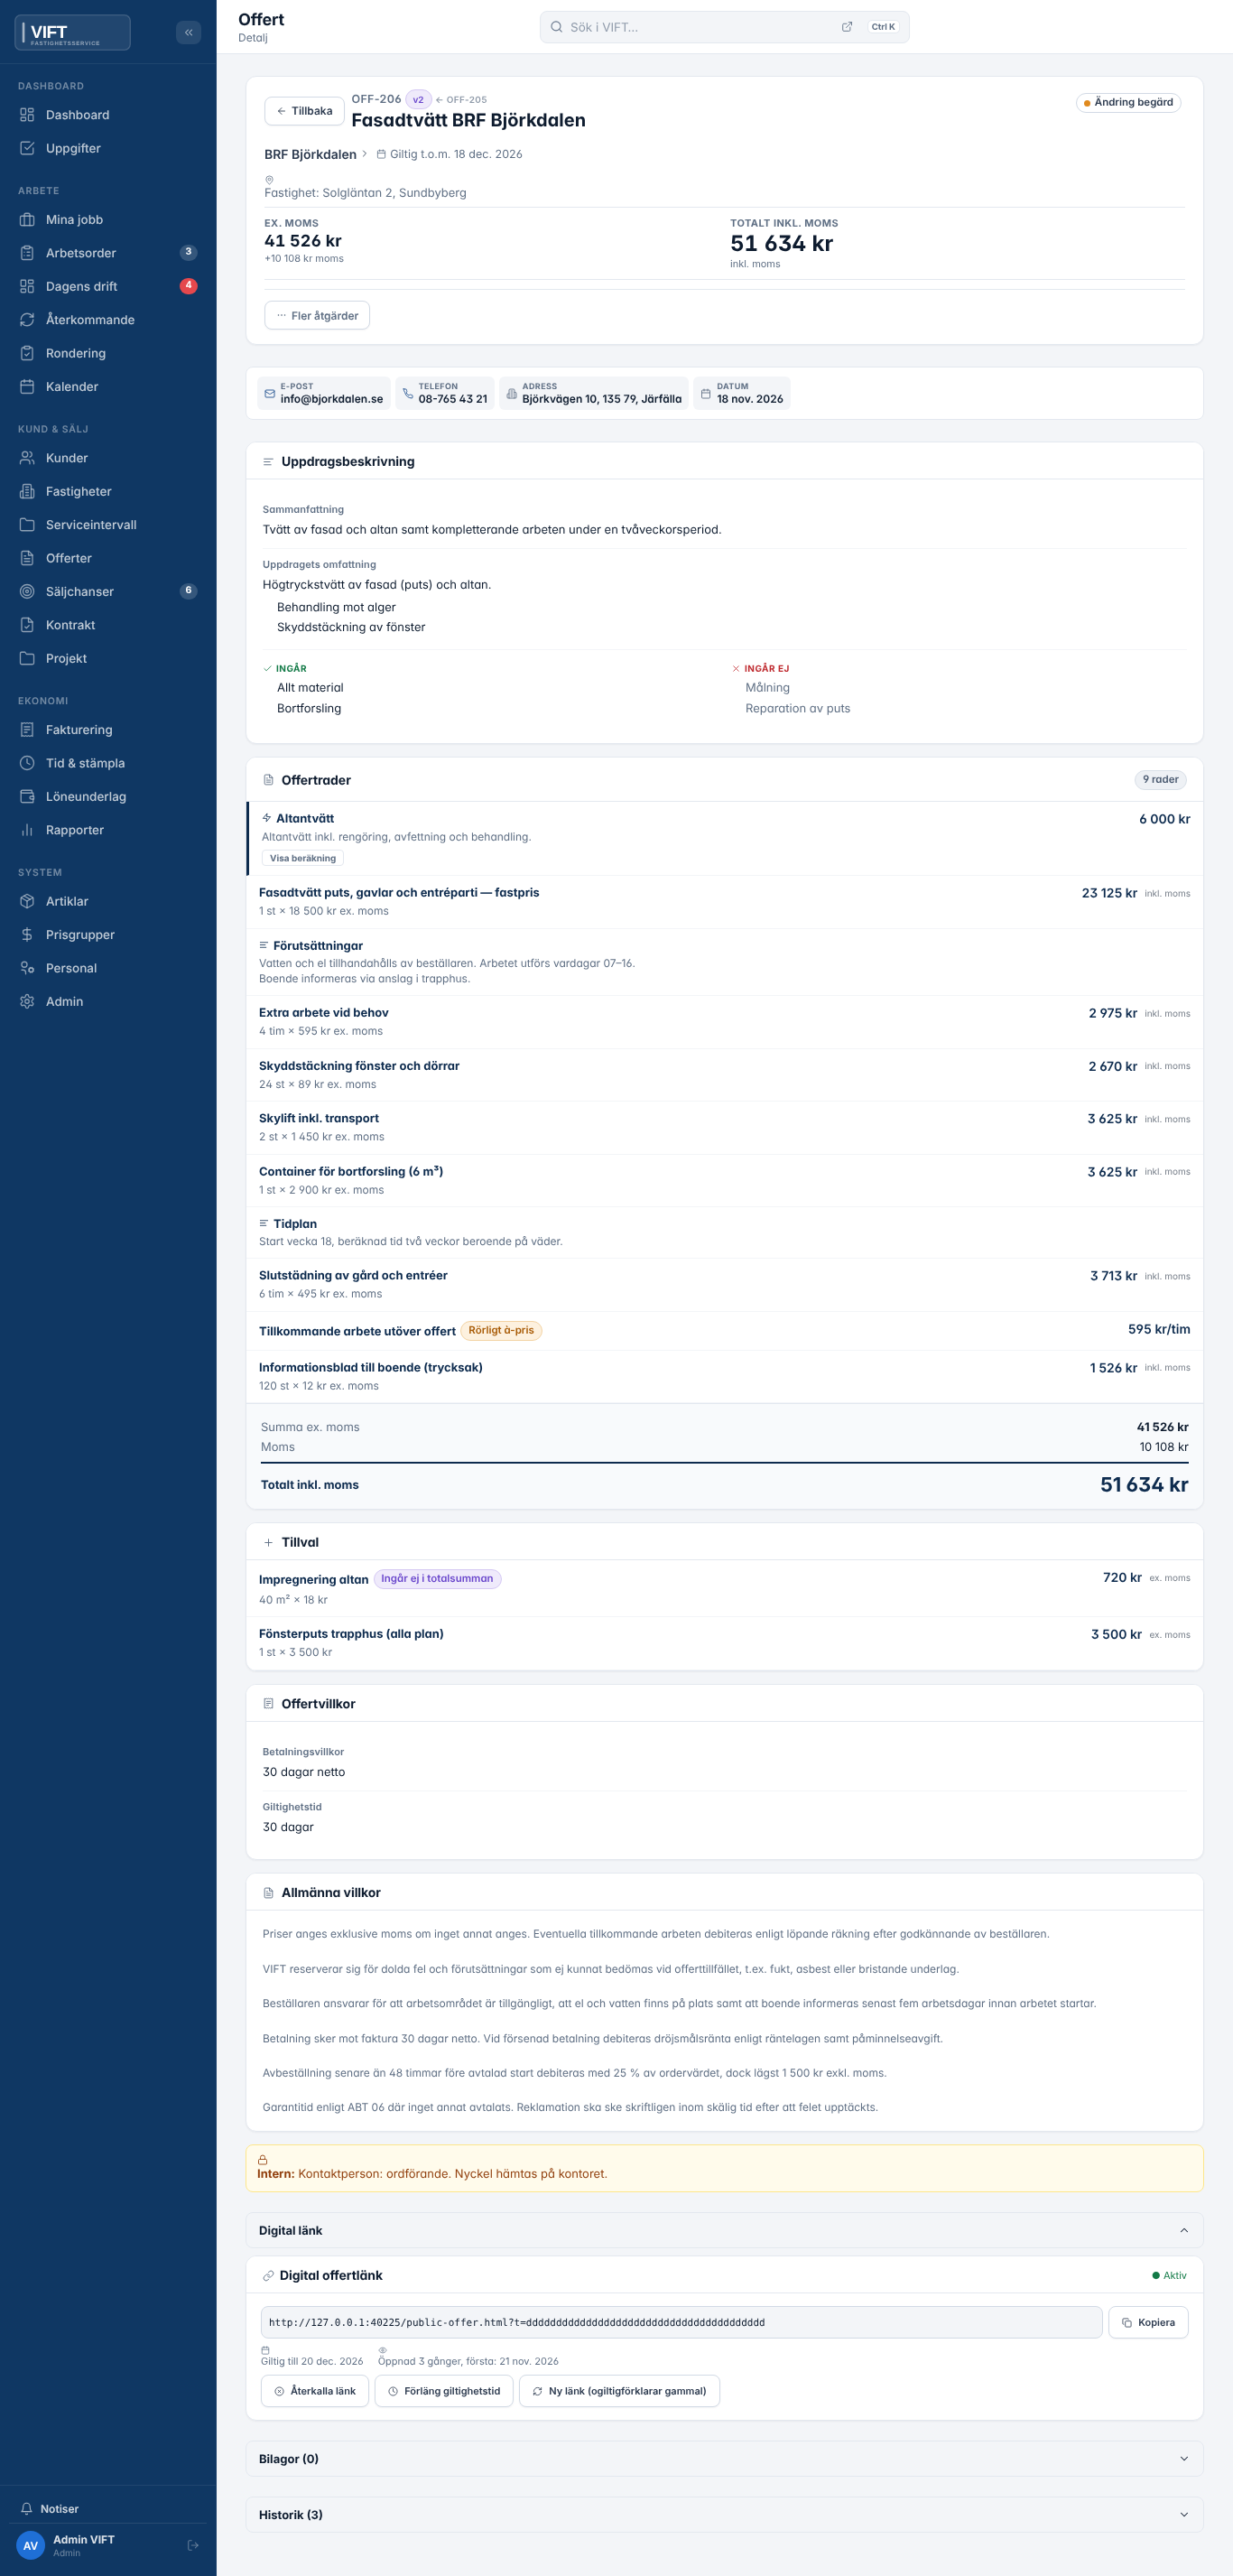 VIFT
FASTIGHETSSERVICE
DASHBOARD
Dashboard
Uppgifter
ARBETE
Mina jobb
Arbetsorder 3
Dagens drift 4
Återkommande
Rondering
Kalender
KUND & SÄLJ
Kunder
Fastigheter
Serviceintervall
Offerter
Säljchanser 6
Kontrakt
Projekt
EKONOMI
Fakturering
Tid & stämpla
Löneunderlag
Rapporter
SYSTEM
Artiklar
Prisgrupper
Personal
Admin
Notiser
AV Admin VIFT
Admin
Offert
Detalj
Sök i VIFT... Ctrl K
← Tillbaka
OFF-206 v2 ← OFF-205
Fasadtvätt BRF Björkdalen
Ändring begärd
BRF Björkdalen › Giltig t.o.m. 18 dec. 2026
Fastighet: Solgläntan 2, Sundbyberg
EX. MOMS
41 526 kr
+10 108 kr moms
TOTALT INKL. MOMS
51 634 kr
inkl. moms
··· Fler åtgärder
E-POST
info@bjorkdalen.se
TELEFON
08-765 43 21
ADRESS
Björkvägen 10, 135 79, Järfälla
DATUM
18 nov. 2026
Uppdragsbeskrivning
Sammanfattning
Tvätt av fasad och altan samt kompletterande arbeten under en tvåveckorsperiod.
Uppdragets omfattning
Högtryckstvätt av fasad (puts) och altan.
Behandling mot alger
Skyddstäckning av fönster
INGÅR
Allt material
Bortforsling
INGÅR EJ
Målning
Reparation av puts
Offertrader 9 rader
Altantvätt 6 000 kr
Altantvätt inkl. rengöring, avfettning och behandling.
Visa beräkning
Fasadtvätt puts, gavlar och entréparti — fastpris 23 125 kr inkl. moms
1 st × 18 500 kr ex. moms
Förutsättningar
Vatten och el tillhandahålls av beställaren. Arbetet utförs vardagar 07–16.
Boende informeras via anslag i trapphus.
Extra arbete vid behov 2 975 kr inkl. moms
4 tim × 595 kr ex. moms
Skyddstäckning fönster och dörrar 2 670 kr inkl. moms
24 st × 89 kr ex. moms
Skylift inkl. transport 3 625 kr inkl. moms
2 st × 1 450 kr ex. moms
Container för bortforsling (6 m³) 3 625 kr inkl. moms
1 st × 2 900 kr ex. moms
Tidplan
Start vecka 18, beräknad tid två veckor beroende på väder.
Slutstädning av gård och entréer 3 713 kr inkl. moms
6 tim × 495 kr ex. moms
Tillkommande arbete utöver offert Rörligt à-pris 595 kr/tim
Informationsblad till boende (trycksak) 1 526 kr inkl. moms
120 st × 12 kr ex. moms
Summa ex. moms 41 526 kr
Moms 10 108 kr
Totalt inkl. moms 51 634 kr
Tillval
Impregnering altan Ingår ej i totalsumman 720 kr ex. moms
40 m² × 18 kr
Fönsterputs trapphus (alla plan) 3 500 kr ex. moms
1 st × 3 500 kr
Offertvillkor
Betalningsvillkor
30 dagar netto
Giltighetstid
30 dagar
Allmänna villkor
Priser anges exklusive moms om inget annat anges. Eventuella tillkommande arbeten debiteras enligt löpande räkning efter godkännande av beställaren.
VIFT reserverar sig för dolda fel och förutsättningar som ej kunnat bedömas vid offerttillfället, t.ex. fukt, asbest eller bristande underlag.
Beställaren ansvarar för att arbetsområdet är tillgängligt, att el och vatten finns på plats samt att boende informeras senast fem arbetsdagar innan arbetet startar.
Betalning sker mot faktura 30 dagar netto. Vid försenad betalning debiteras dröjsmålsränta enligt räntelagen samt påminnelseavgift.
Avbeställning senare än 48 timmar före avtalad start debiteras med 25 % av ordervärdet, dock lägst 1 500 kr exkl. moms.
Garantitid enligt ABT 06 där inget annat avtalats. Reklamation ska ske skriftligen inom skälig tid efter att felet upptäckts.
Intern: Kontaktperson: ordförande. Nyckel hämtas på kontoret.
Digital länk
Digital offertlänk Aktiv
http://127.0.0.1:40225/public-offer.html?t=dddddddddddddddddddddddddddddddddddddddd Kopiera
Giltig till 20 dec. 2026 Öppnad 3 gånger, första: 21 nov. 2026
Återkalla länk Förläng giltighetstid Ny länk (ogiltigförklarar gammal)
Bilagor (0)
Historik (3)